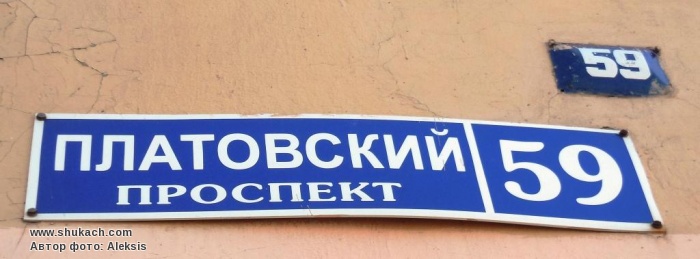 59
ПЛАТОВСКИЙ
ПРОСПЕКТ
59
www.shukach.com
Автор фото: Aleksis